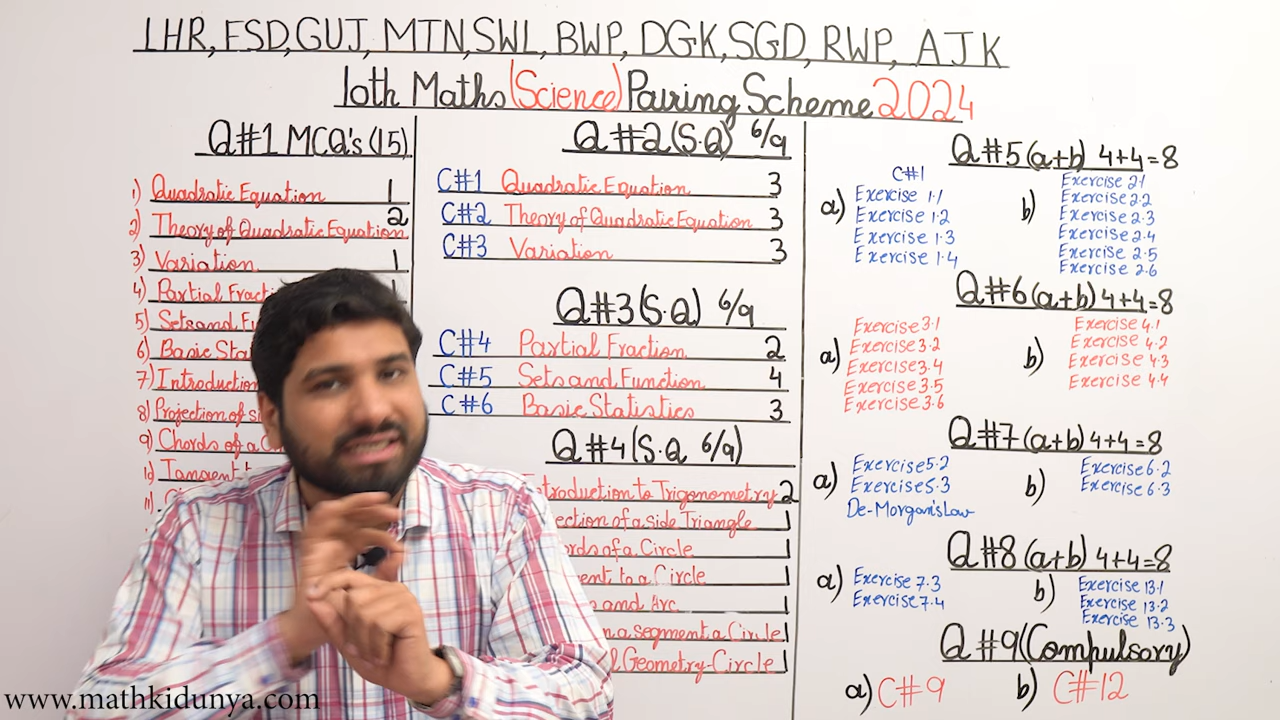 LHR, FSD, GUJ, MTN, SWL, BWP, DGK, SGD, RWP, AJK
10th Maths (Science) Pairing Scheme 2024
Q#1 MCQ's (15)
1) Quadratic Equation 1
2) Theory of Quadratic Equation 2
3) Variation 1
4) Partial
5) Sets and
6) Basic
7) Introduction
8) Projection of
9) Chords of a
10) Tangent
11)
Q#2 (S.Q) 6/9
C#1 Quadratic Equation 3
C#2 Theory of Quadratic Equation 3
C#3 Variation 3
Q#3 (S.Q) 6/9
C#4 Partial Fraction 2
C#5 Sets and Function 4
C#6 Basic Statistics 3
Q#4 (S.Q 6/9)
Introduction to Trigonometry 2
of a side Triangle 1
of a Circle 1
to a Circle 1
and Arc 1
in a segment a Circle 1
Geometry-Circle 1
Q#5 (a+b) 4+4=8
C#1
a) Exercise 1.1
Exercise 1.2
Exercise 1.3
Exercise 1.4
b) Exercise 2.1
Exercise 2.2
Exercise 2.3
Exercise 2.4
Exercise 2.5
Exercise 2.6
Q#6 (a+b) 4+4=8
a) Exercise 3.1
Exercise 3.2
Exercise 3.4
Exercise 3.5
Exercise 3.6
b) Exercise 4.1
Exercise 4.2
Exercise 4.3
Exercise 4.4
Q#7 (a+b) 4+4=8
a) Exercise 5.2
Exercise 5.3
De-Morgan's Law
b) Exercise 6.2
Exercise 6.3
Q#8 (a+b) 4+4=8
a) Exercise 7.3
Exercise 7.4
b) Exercise 13.1
Exercise 13.2
Exercise 13.3
Q#9 (Compulsory)
a) C#9 b) C#12
www.mathkidunya.com